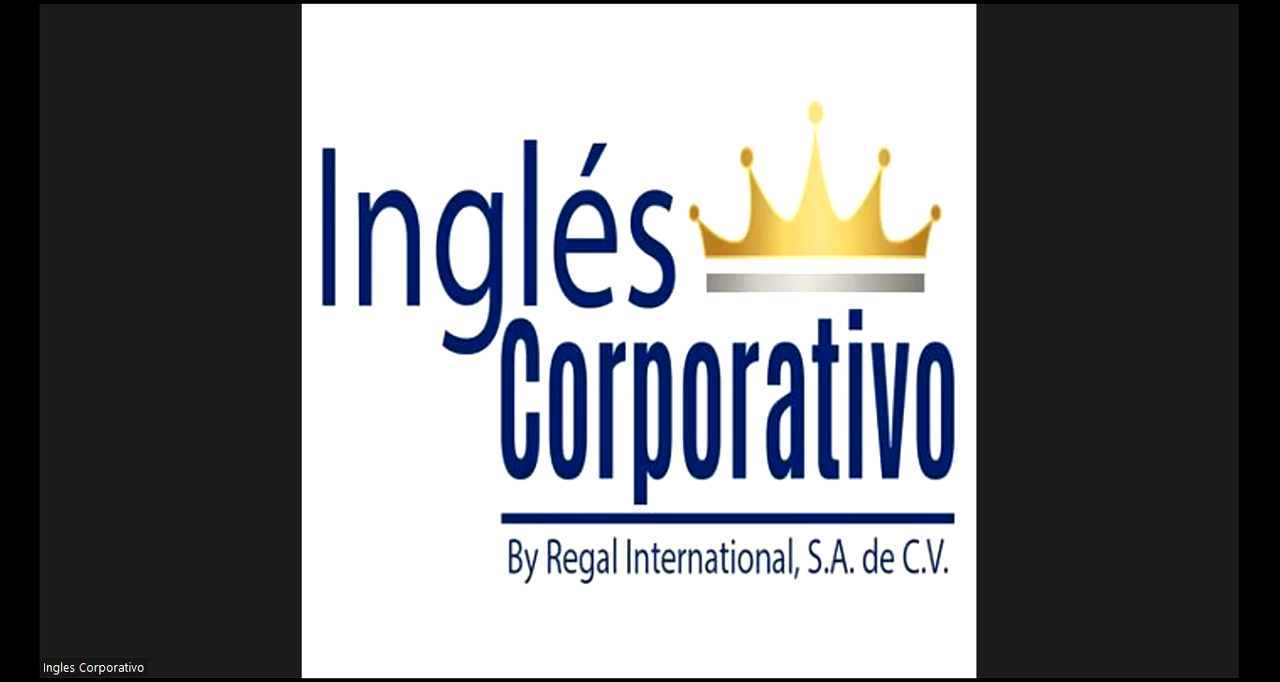 Inglés
Corporativo
By Regal International, S.A. de C.V.
Ingles Corporativo